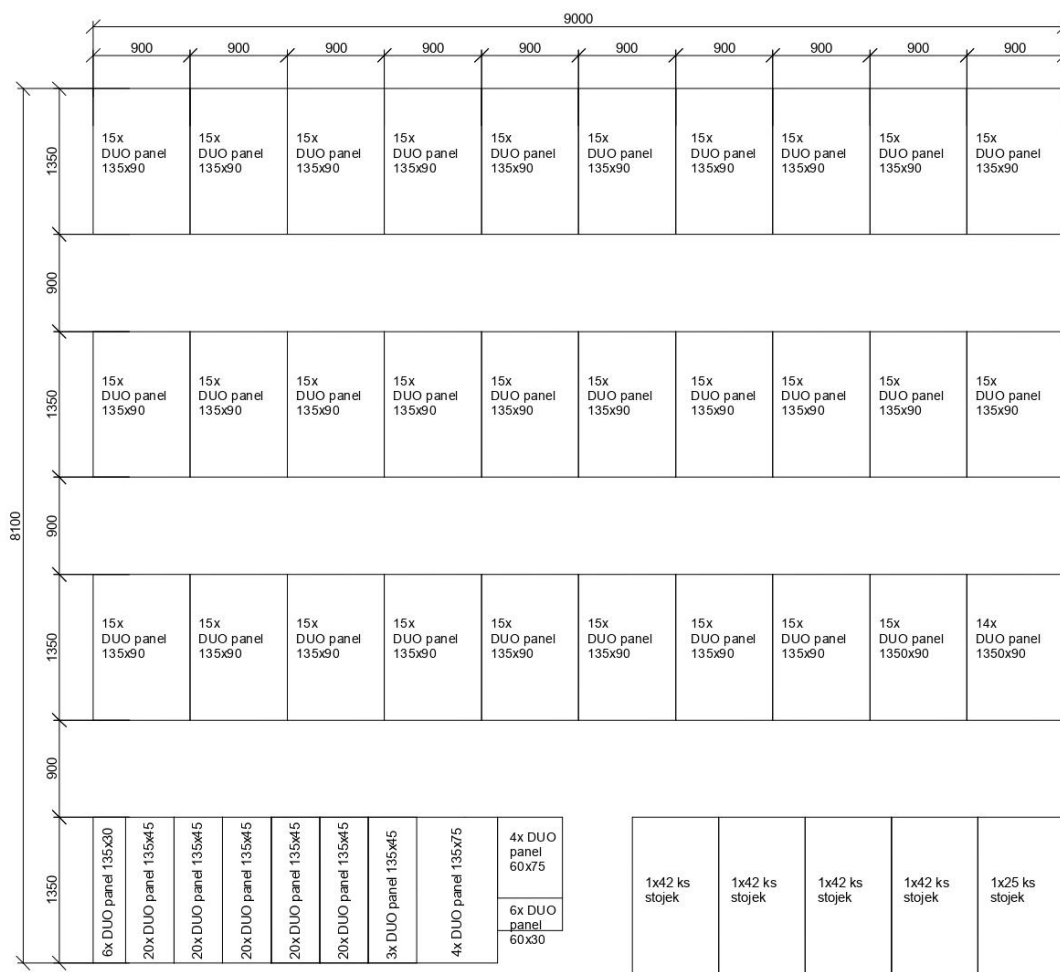 9000
900 900 900 900 900 900 900 900 900 900
8100
1350
15x 15x 15x 15x 15x 15x 15x 15x 15x 15x
DUO panel DUO panel DUO panel DUO panel DUO panel DUO panel DUO panel DUO panel DUO panel DUO panel
135x90 135x90 135x90 135x90 135x90 135x90 135x90 135x90 135x90 135x90
900
1350
15x 15x 15x 15x 15x 15x 15x 15x 15x 15x
DUO panel DUO panel DUO panel DUO panel DUO panel DUO panel DUO panel DUO panel DUO panel DUO panel
135x90 135x90 135x90 135x90 135x90 135x90 135x90 135x90 135x90 135x90
900
1350
15x 15x 15x 15x 15x 15x 15x 15x 15x 14x
DUO panel DUO panel DUO panel DUO panel DUO panel DUO panel DUO panel DUO panel DUO panel DUO panel
135x90 135x90 135x90 135x90 135x90 135x90 135x90 135x90 1350x90 1350x90
900
1350
6x DUO panel 135x30
20x DUO panel 135x45
20x DUO panel 135x45
20x DUO panel 135x45
20x DUO panel 135x45
20x DUO panel 135x45
3x DUO panel 135x45
4x DUO panel 135x75
4x DUO
panel
60x75
6x DUO
panel
60x30
1x42 ks
stojek
1x42 ks
stojek
1x42 ks
stojek
1x42 ks
stojek
1x25 ks
stojek